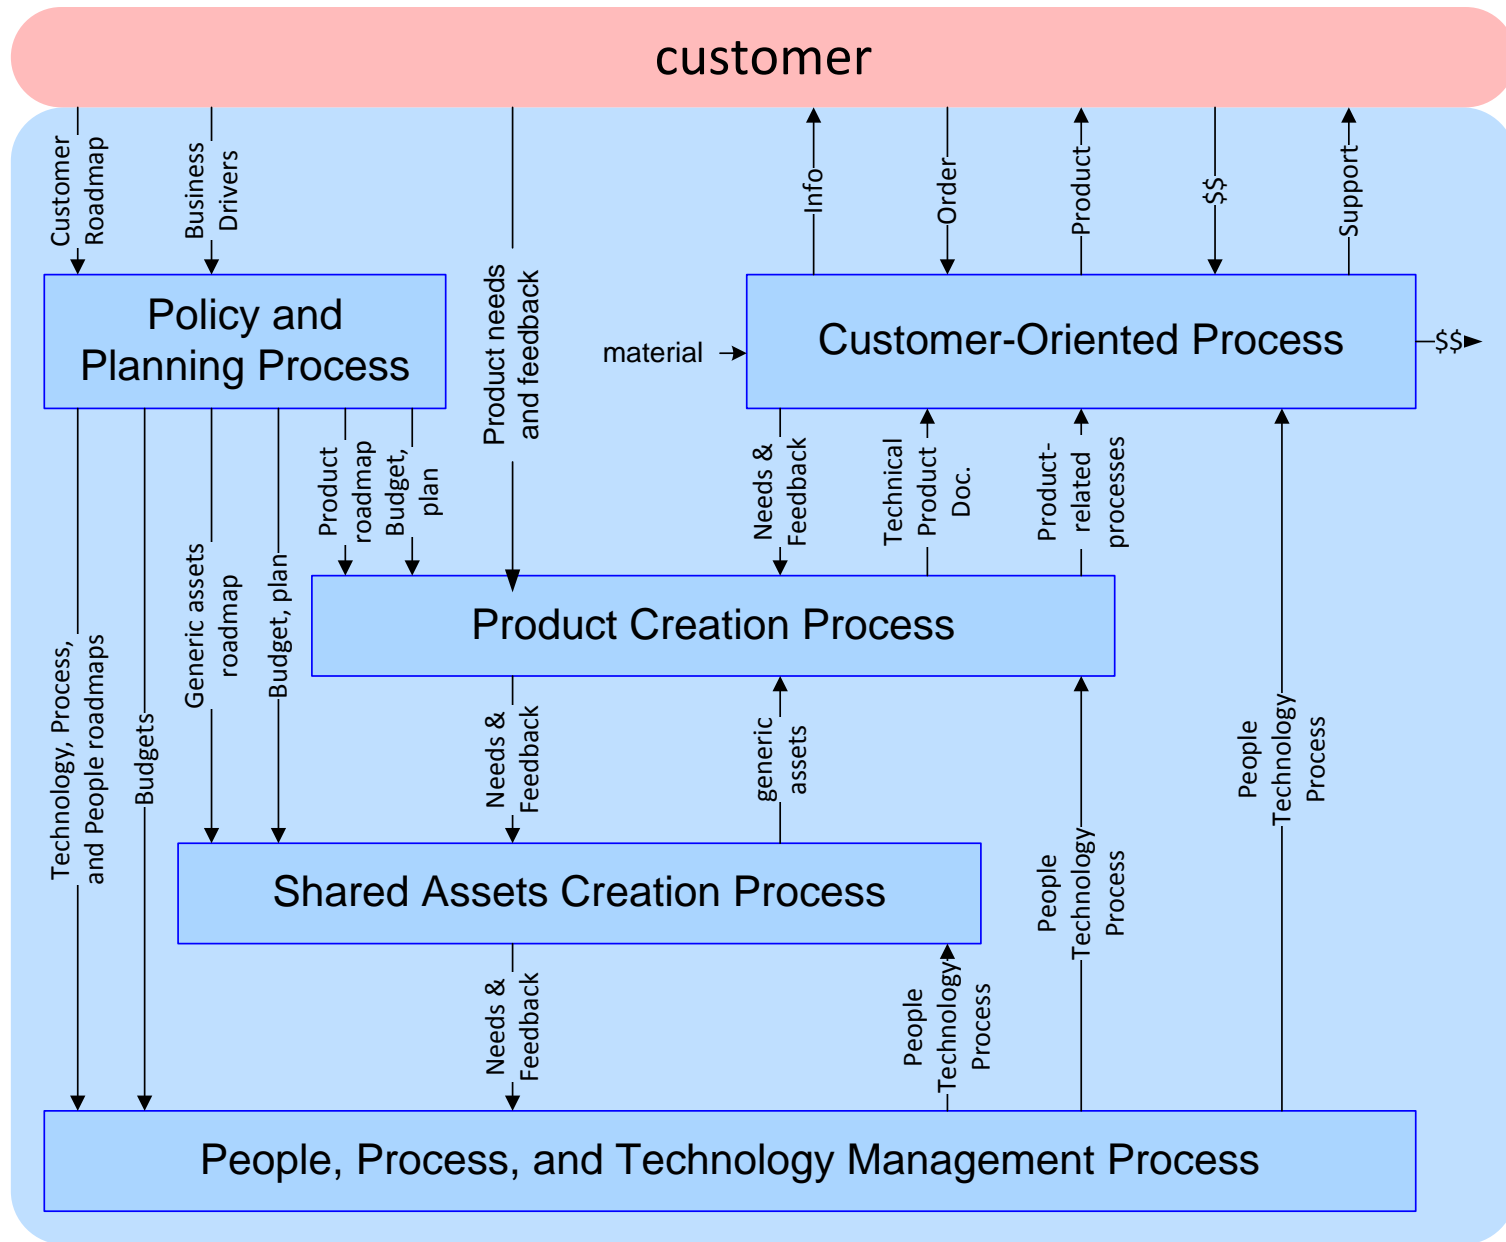 customer
Customer
Roadmap
Business
Drivers
Product needs
and feedback
Info
Order
Product
$$
Support
Policy and
Planning Process
material
Customer-Oriented Process
$$
Product
roadmap
Budget,
plan
Needs &
Feedback
Technical
Product
Doc.
Product-
related
processes
Generic assets
roadmap
Budget, plan
Technology, Process,
and People roadmaps
Budgets
Product Creation Process
Needs &
Feedback
generic
assets
People
Technology
Process
People
Technology
Process
Shared Assets Creation Process
Needs &
Feedback
People
Technology
Process
People, Process, and Technology Management Process